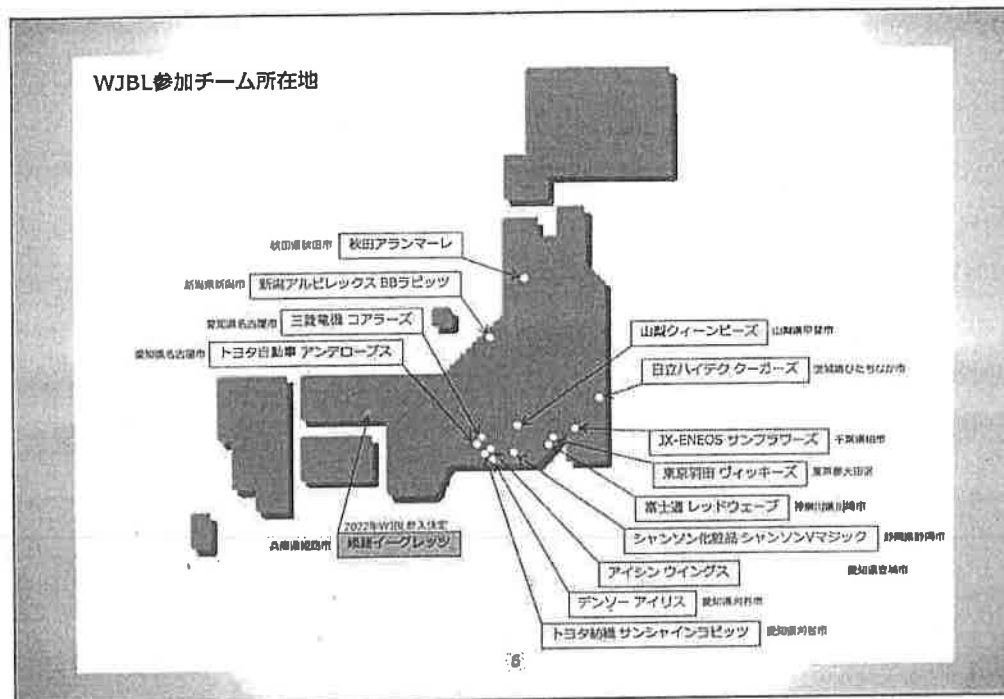 WJBL参加チーム所在地
秋田県秋田市 秋田アランマーレ
新潟県新潟市 新潟アルビレックス BBラビッツ
愛知県名古屋市 三菱電機 コアラーズ
愛知県名古屋市 トヨタ自動車 アンテロープス
山梨クィーンビーズ 山梨県甲斐市
日立ハイテク クーガーズ 茨城県ひたちなか市
JX-ENEOS サンフラワーズ 千葉県柏市
東京羽田 ヴィッキーズ 東京都大田区
富士通 レッドウェーブ 神奈川県川崎市
シャンソン化粧品 シャンソンVマジック 静岡県静岡市
2022年WJBL参入決定
兵庫県姫路市 姫路イーグレッツ
アイシン ウイングス 愛知県安城市
デンソー アイリス 愛知県刈谷市
トヨタ紡織 サンシャインラビッツ 愛知県刈谷市
6